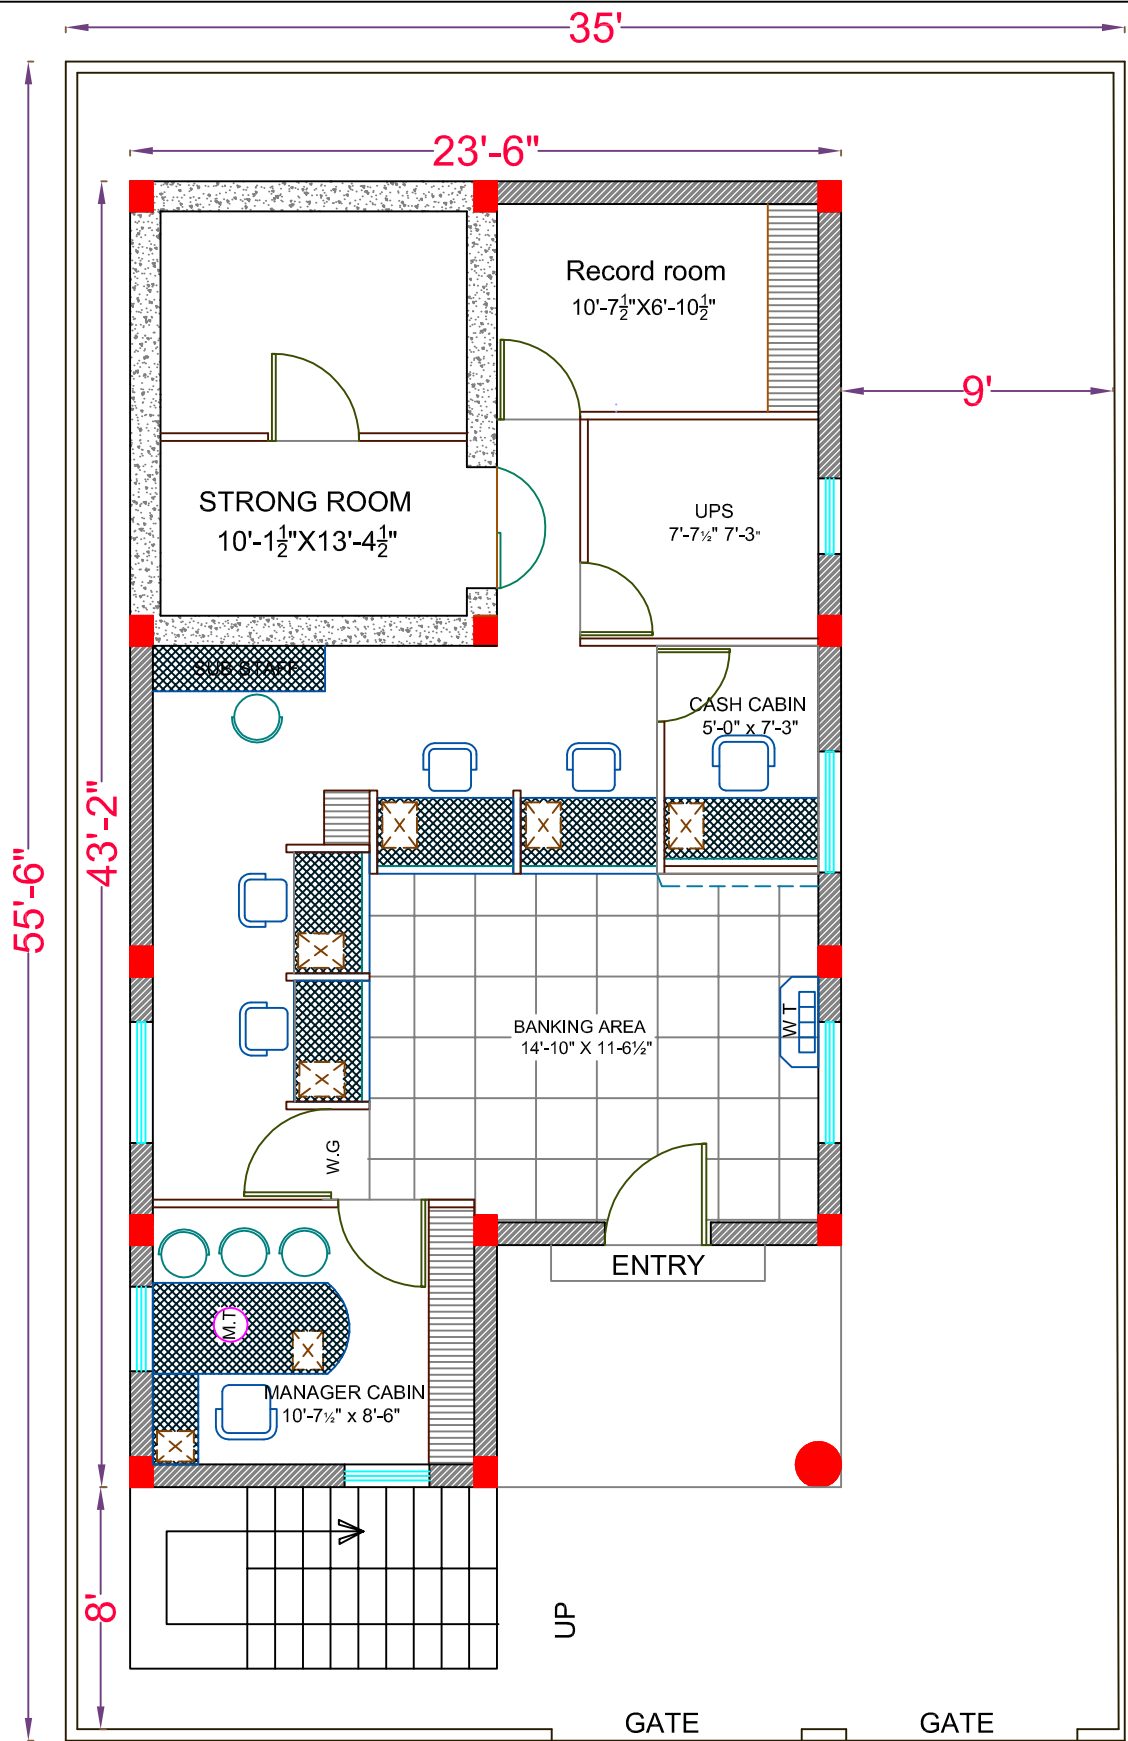 35'
23'-6"
Record room
10'-7½"X6'-10½"
9'
STRONG ROOM
10'-1½"X13'-4½"
UPS
7'-7½" 7'-3"
SUB STAFF
CASH CABIN
5'-0" x 7'-3"
43'-2"
55'-6"
BANKING AREA
14'-10" X 11-6½"
W T
W.G
ENTRY
M.T
MANAGER CABIN
10'-7½" x 8'-6"
8'
UP
GATE
GATE